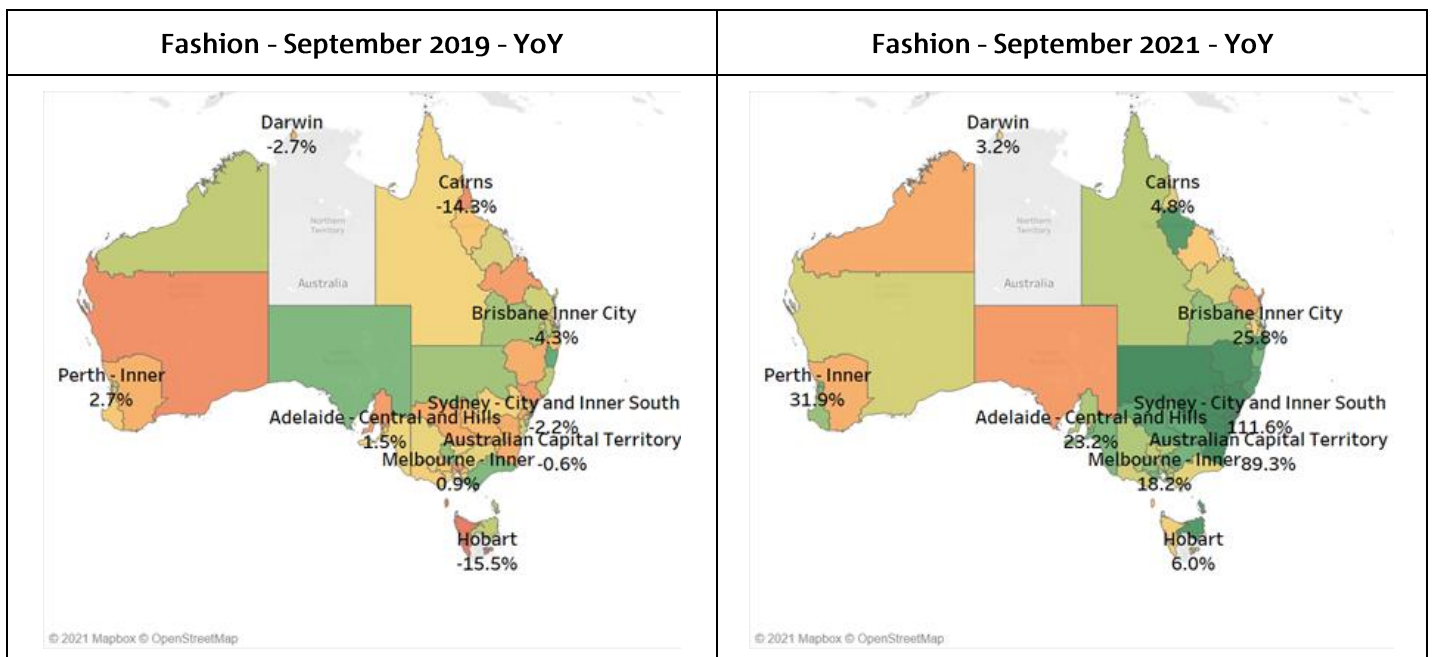 Fashion - September 2019 - YoY
Darwin
-2.7%
Cairns
-14.3%
Northern
Territory
Australia
Brisbane Inner City
-4.3%
Perth - Inner
2.7%
Sydney - City and Inner South
-2.2%
Adelaide - Central and Hills
1.5%
Australian Capital Territory
-0.6%
Melbourne - Inner
0.9%
Hobart
-15.5%
© 2021 Mapbox © OpenStreetMap
Fashion - September 2021 - YoY
Darwin
3.2%
Cairns
4.8%
Northern
Territory
Australia
Brisbane Inner City
25.8%
Perth - Inner
31.9%
Sydney - City and Inner South
111.6%
Adelaide - Central and Hills
23.2%
Australian Capital Territory
89.3%
Melbourne - Inner
18.2%
Hobart
6.0%
© 2021 Mapbox © OpenStreetMap